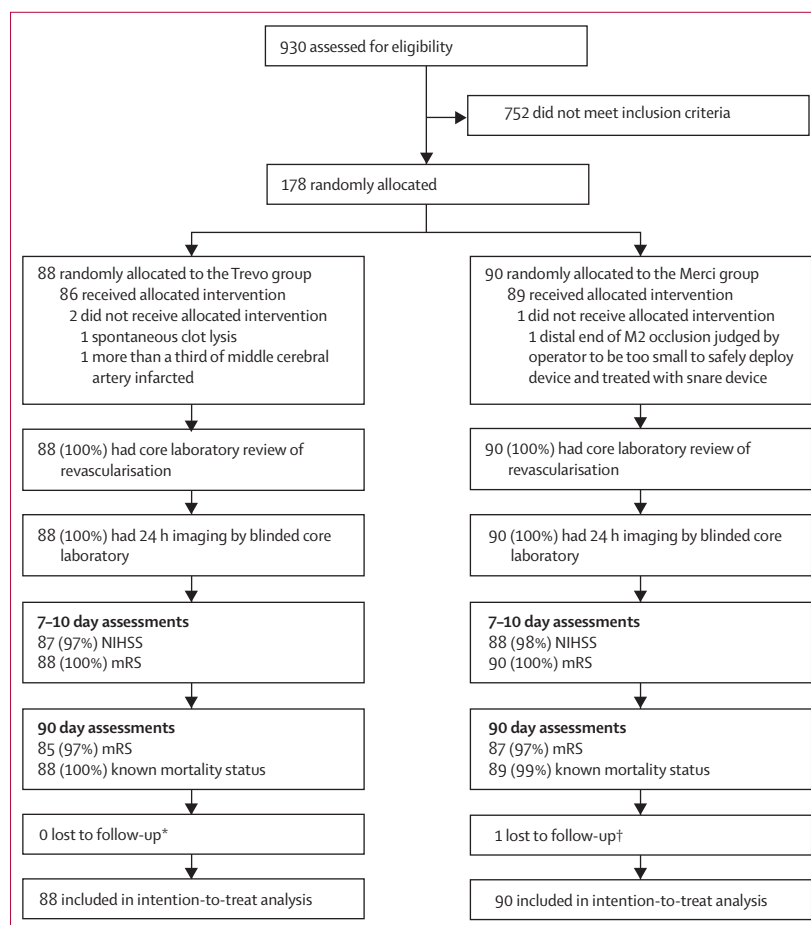 930 assessed for eligibility
752 did not meet inclusion criteria
178 randomly allocated
88 randomly allocated to the Trevo group
86 received allocated intervention
2 did not receive allocated intervention
1 spontaneous clot lysis
1 more than a third of middle cerebral
artery infarcted
90 randomly allocated to the Merci group
89 received allocated intervention
1 did not receive allocated intervention
1 distal end of M2 occlusion judged by
operator to be too small to safely deploy
device and treated with snare device
88 (100%) had core laboratory review of
revascularisation
90 (100%) had core laboratory review of
revascularisation
88 (100%) had 24 h imaging by blinded core
laboratory
90 (100%) had 24 h imaging by blinded core
laboratory
7–10 day assessments
87 (97%) NIHSS
88 (100%) mRS
7–10 day assessments
88 (98%) NIHSS
90 (100%) mRS
90 day assessments
85 (97%) mRS
88 (100%) known mortality status
90 day assessments
87 (97%) mRS
89 (99%) known mortality status
0 lost to follow-up*
1 lost to follow-up†
88 included in intention-to-treat analysis
90 included in intention-to-treat analysis